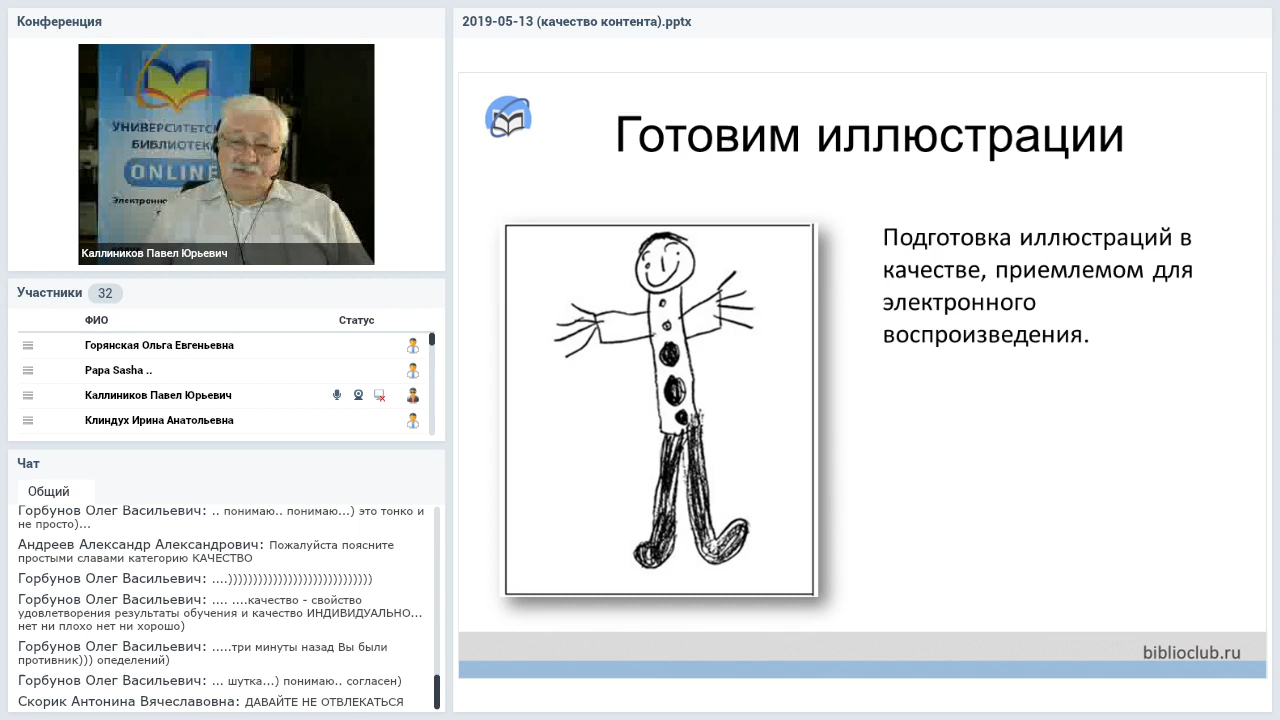 Конференция
УНИВЕРСИТЕТС
БИБЛИОТЕК
ONLINE
Электронно
Каллиников Павел Юрьевич
Участники 32
ФИО Статус
Горянская Ольга Евгеньевна
Papa Sasha ..
Каллиников Павел Юрьевич
Клиндух Ирина Анатольевна
Чат
Общий
Горбунов Олег Васильевич: .. понимаю.. понимаю...) это тонко и
не просто)...
Андреев Александр Александрович: Пожалуйста поясните
простыми славами категорию КАЧЕСТВО
Горбунов Олег Васильевич: ....)))))))))))))))))))))))))))))
Горбунов Олег Васильевич: .... ....качество - свойство
удовлетворения результаты обучения и качество ИНДИВИДУАЛЬНО...
нет ни плохо нет ни хорошо)
Горбунов Олег Васильевич: .....три минуты назад Вы были
противник))) опеделений)
Горбунов Олег Васильевич: ... шутка...) понимаю.. согласен)
Скорик Антонина Вячеславовна: ДАВАЙТЕ НЕ ОТВЛЕКАТЬСЯ
2019-05-13 (качество контента).pptx
Готовим иллюстрации
Подготовка иллюстраций в
качестве, приемлемом для
электронного
воспроизведения.
biblioclub.ru